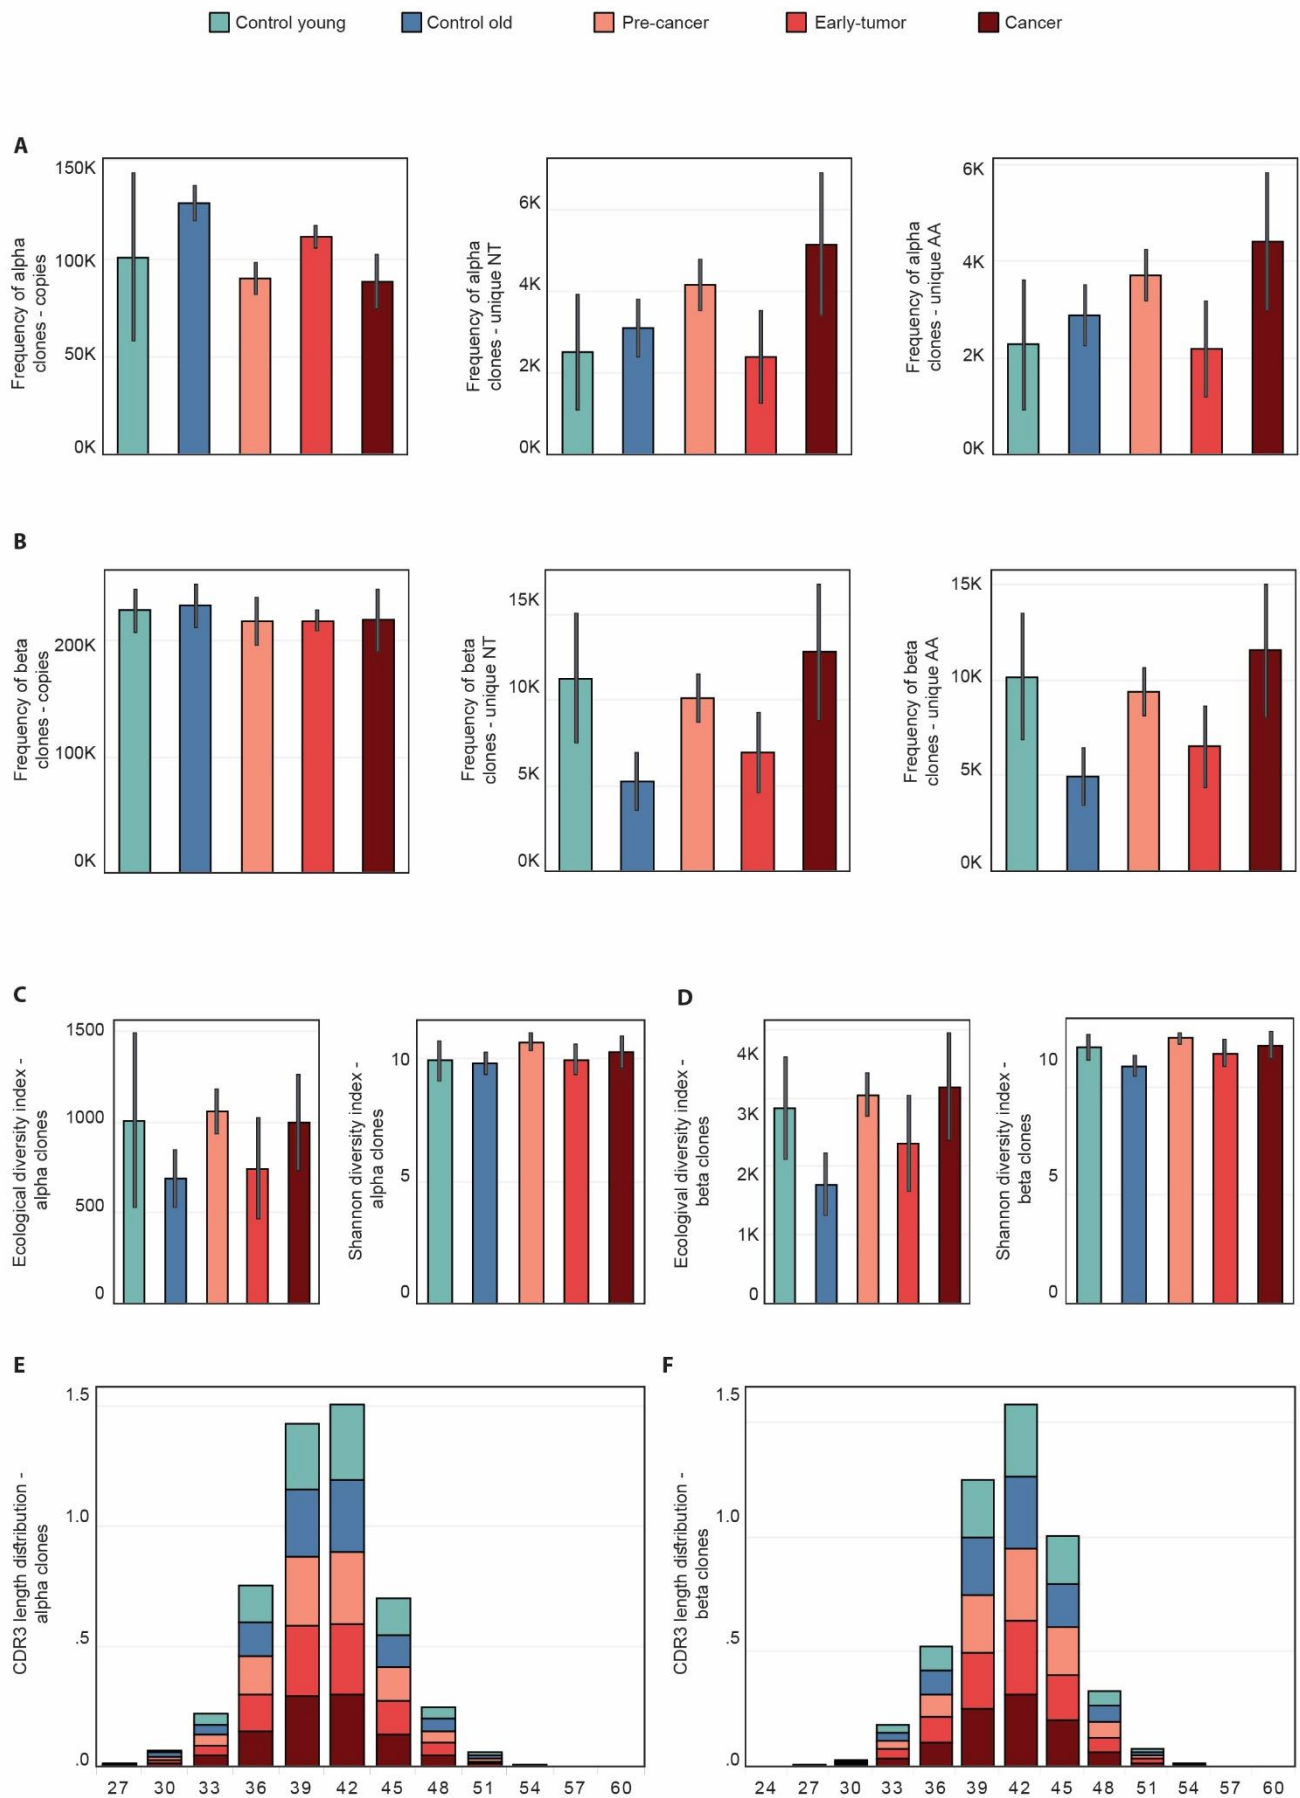 Control young Control old Pre-cancer Early-tumor Cancer
A
Frequency of alpha
clones - copies
150K
100K
50K
0K
Frequency of alpha
clones - unique NT
6K
4K
2K
0K
Frequency of alpha
clones - unique AA
6K
4K
2K
0K
B
Frequency of beta
clones - copies
200K
100K
0K
Frequency of beta
clones - unique NT
15K
10K
5K
0K
Frequency of beta
clones - unique AA
15K
10K
5K
0K
C
Ecological diversity index -
alpha clones
1500
1000
500
0
Shannon diversity index -
alpha clones
10
5
0
D
Ecologival diversity index -
beta clones
4K
3K
2K
1K
0
Shannon diversity index -
beta clones
10
5
0
E
CDR3 length distribution -
alpha clones
1.5
1.0
.5
.0
27 30 33 36 39 42 45 48 51 54 57 60
F
CDR3 length distribution -
beta clones
1.5
1.0
.5
.0
24 27 30 33 36 39 42 45 48 51 54 57 60